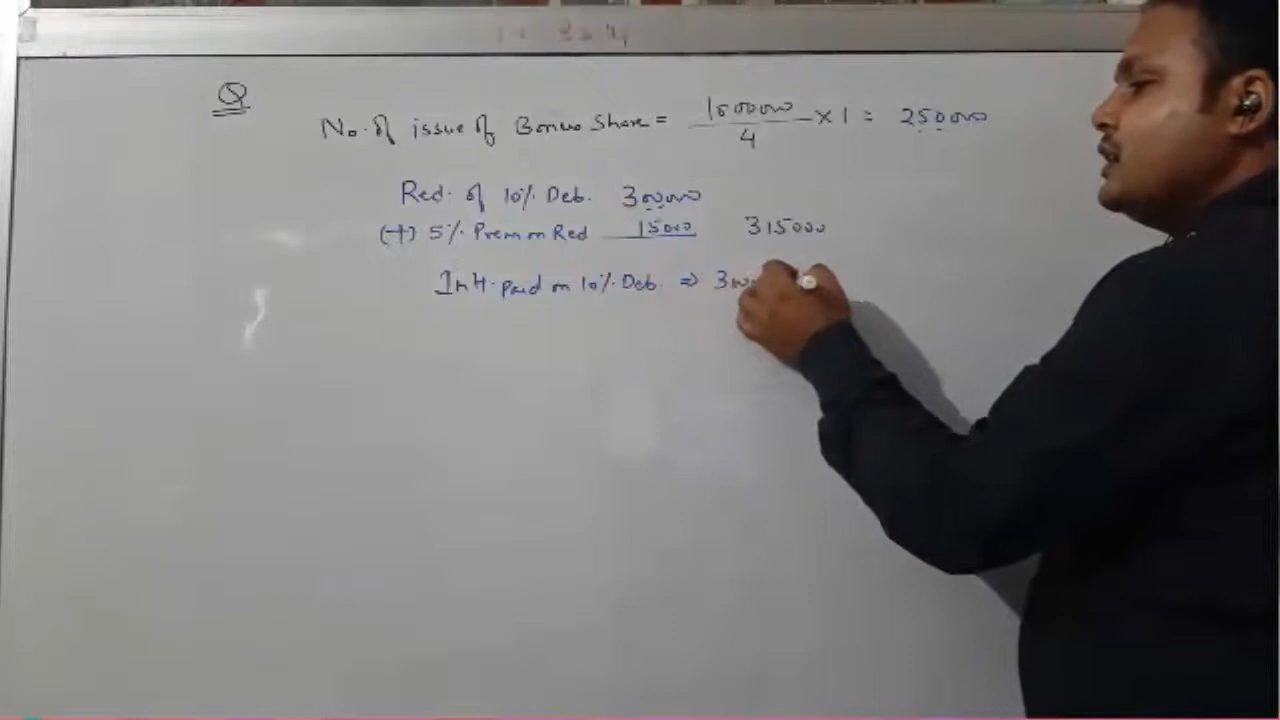 Q
No. of issue of Bonus Share = 1000000 / 4 × 1 = 250000
Red. of 10% Deb. 300000
(+) 5% Prem on Red 15000 315000
Int. paid on 10% Deb. ⇒